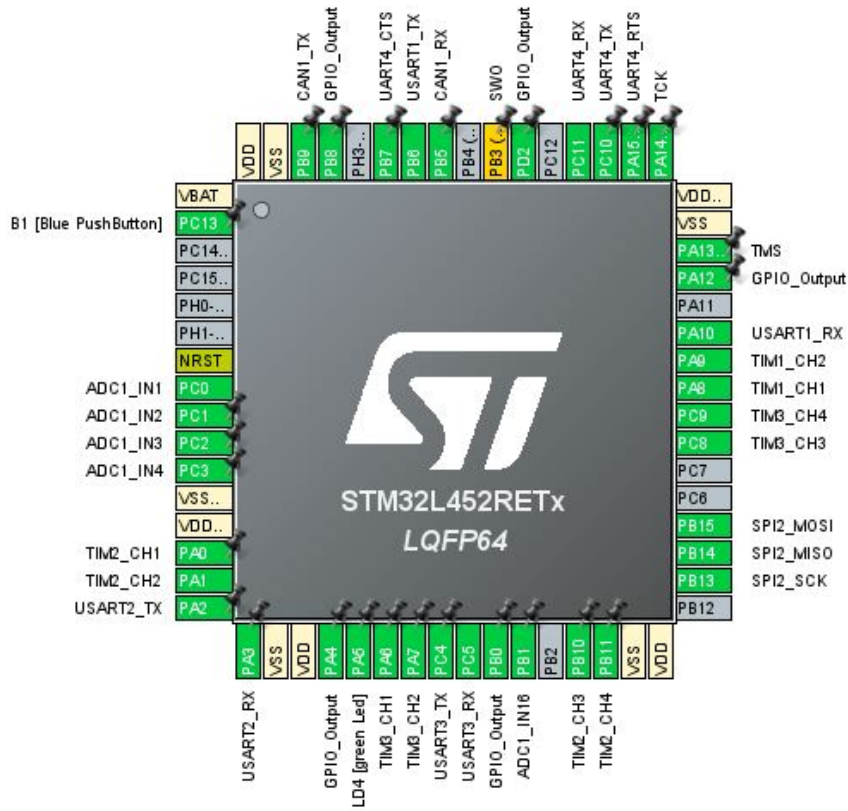 CAN1_TX
GPIO_Output
UART4_CTS
USART1_TX
CAN1_RX
SWO
GPIO_Output
UART4_RX
UART4_TX
UART4_RTS
TCK
VDD
VSS
PB9
PB8
PH3-..
PB7
PB6
PB5
PB4 (..
PB3 (..
PD2
PC12
PC11
PC10
PA15..
PA14..
VBAT
B1 [Blue PushButton] PC13
PC14..
PC15..
PH0-..
PH1-..
NRST
ADC1_IN1 PC0
ADC1_IN2 PC1
ADC1_IN3 PC2
ADC1_IN4 PC3
VSS..
VDD..
TIM2_CH1 PA0
TIM2_CH2 PA1
USART2_TX PA2
VDD..
VSS
PA13.. TMS
PA12 GPIO_Output
PA11
PA10 USART1_RX
PA9 TIM1_CH2
PA8 TIM1_CH1
PC9 TIM3_CH4
PC8 TIM3_CH3
PC7
PC6
PB15 SPI2_MOSI
PB14 SPI2_MISO
PB13 SPI2_SCK
PB12
ST
STM32L452RETx
LQFP64
PA3
VSS
VDD
PA4
PA5
PA6
PA7
PC4
PC5
PB0
PB1
PB2
PB10
PB11
VSS
VDD
USART2_RX
GPIO_Output
LD4 [green Led]
TIM3_CH1
TIM3_CH2
USART3_TX
USART3_RX
GPIO_Output
ADC1_IN16
TIM2_CH3
TIM2_CH4